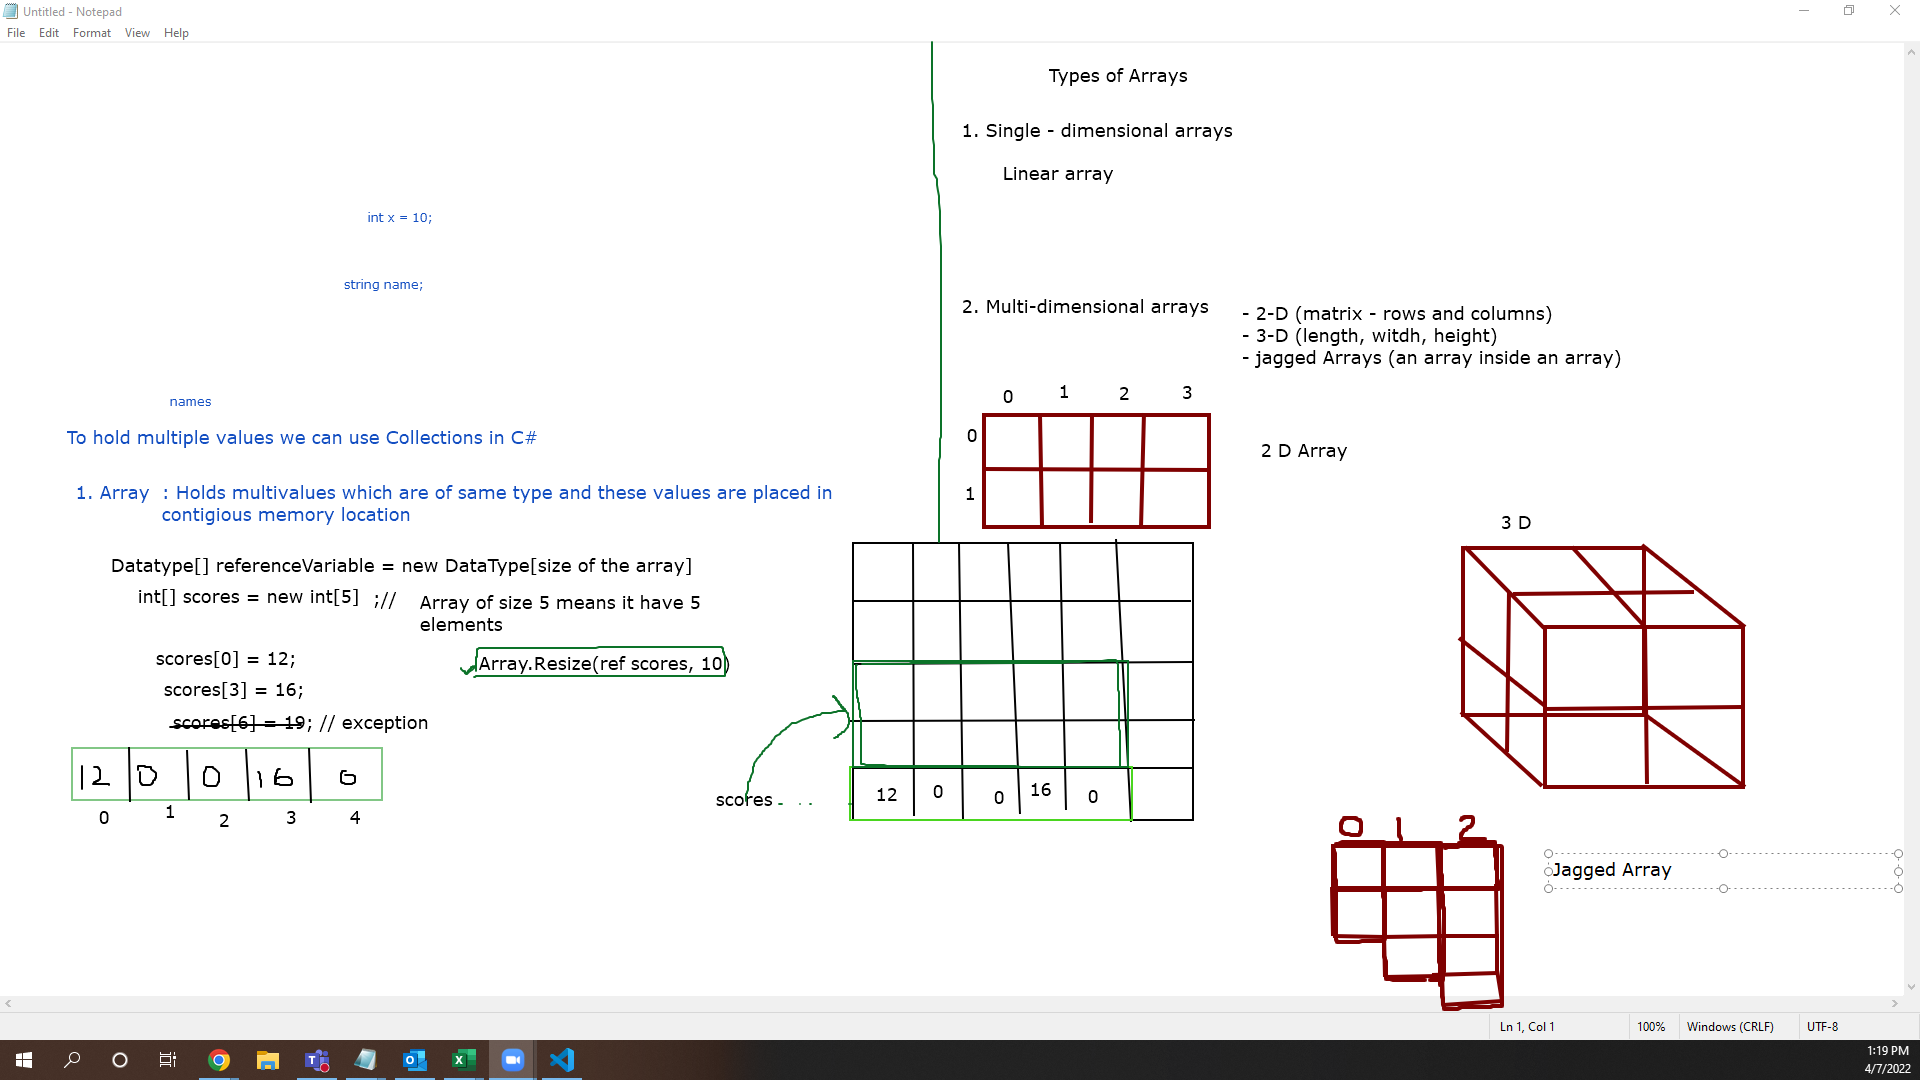 Untitled - Notepad
File Edit Format View Help
int x = 10;
string name;
names
To hold multiple values we can use Collections in C#
1. Array : Holds multivalues which are of same type and these values are placed in
contigious memory location
Datatype[] referenceVariable = new DataType[size of the array]
int[] scores = new int[5] ;//
Array of size 5 means it have 5
elements
scores[0] = 12;
Array.Resize(ref scores, 10)
scores[3] = 16;
scores[6] = 19; // exception
12 0 0 16 0
0 1 2 3 4
Types of Arrays
1. Single - dimensional arrays
Linear array
2. Multi-dimensional arrays
- 2-D (matrix - rows and columns)
- 3-D (length, witdh, height)
- jagged Arrays (an array inside an array)
0 1 2 3
0
1
2 D Array
3 D
scores
12 0 0 16 0
0 1 2
Jagged Array
Ln 1, Col 1 100% Windows (CRLF) UTF-8
1:19 PM
4/7/2022